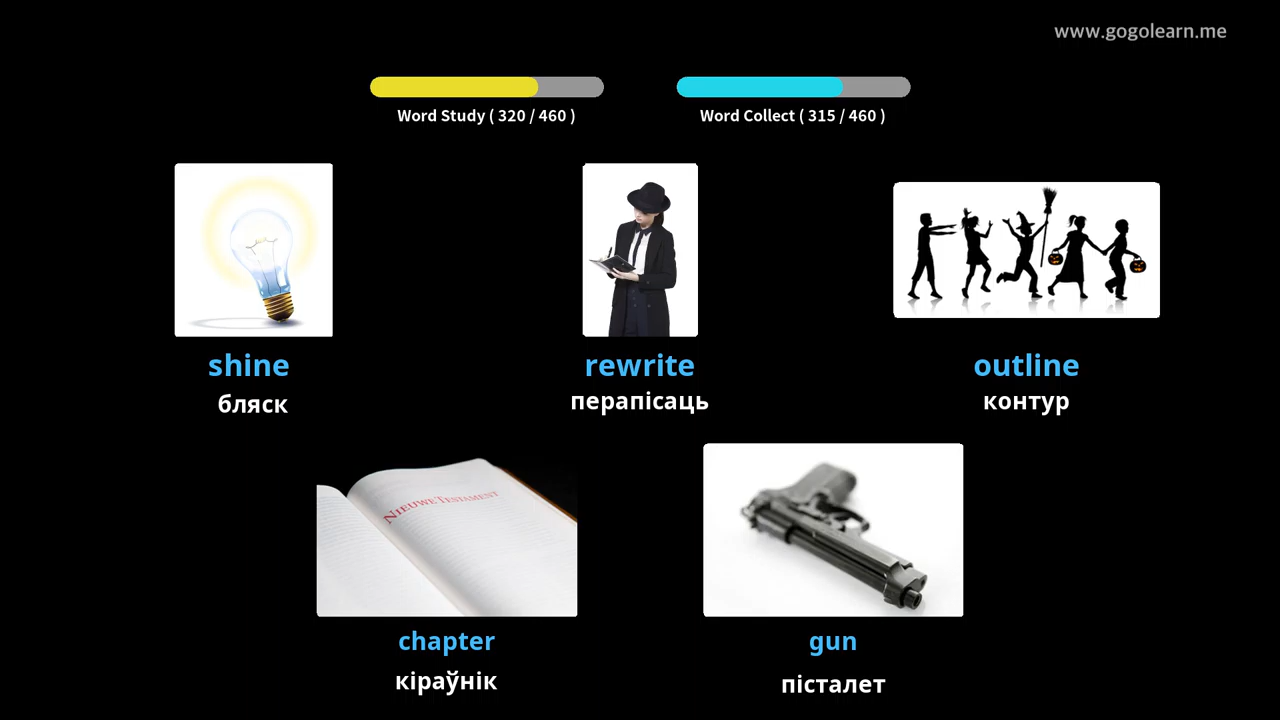 www.gogolearn.me
Word Study ( 320 / 460 )
Word Collect ( 315 / 460 )
shine
бляск
rewrite
перапісаць
outline
контур
NIEUWE TESTAMENT
chapter
кіраўнік
gun
пісталет